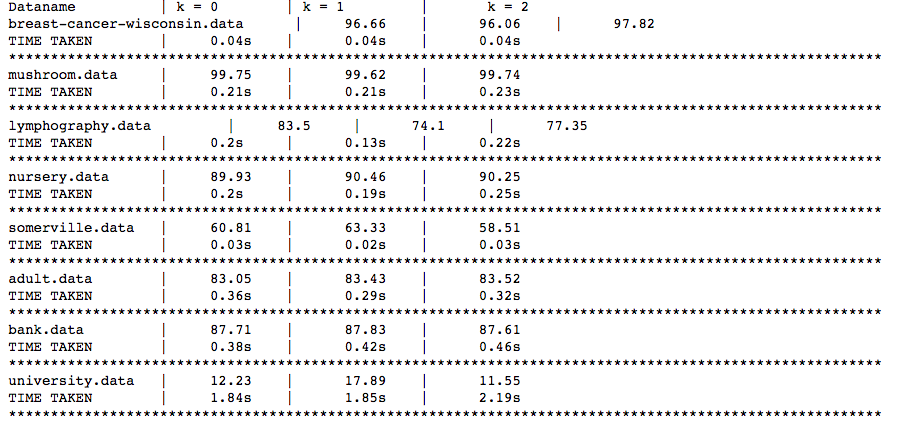 Dataname | k = 0 | k = 1 | k = 2
breast-cancer-wisconsin.data | 96.66 | 96.06 | 97.82
TIME TAKEN | 0.04s | 0.04s | 0.04s
********************************************************************************************************
mushroom.data | 99.75 | 99.62 | 99.74
TIME TAKEN | 0.21s | 0.21s | 0.23s
********************************************************************************************************
lymphography.data | 83.5 | 74.1 | 77.35
TIME TAKEN | 0.2s | 0.13s | 0.22s
********************************************************************************************************
nursery.data | 89.93 | 90.46 | 90.25
TIME TAKEN | 0.2s | 0.19s | 0.25s
********************************************************************************************************
somerville.data | 60.81 | 63.33 | 58.51
TIME TAKEN | 0.03s | 0.02s | 0.03s
********************************************************************************************************
adult.data | 83.05 | 83.43 | 83.52
TIME TAKEN | 0.36s | 0.29s | 0.32s
********************************************************************************************************
bank.data | 87.71 | 87.83 | 87.61
TIME TAKEN | 0.38s | 0.42s | 0.46s
********************************************************************************************************
university.data | 12.23 | 17.89 | 11.55
TIME TAKEN | 1.84s | 1.85s | 2.19s
********************************************************************************************************